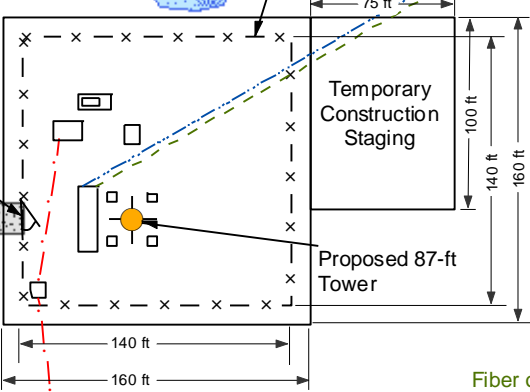 75 ft
Temporary
Construction
Staging
100 ft
140 ft
160 ft
Proposed 87-ft
Tower
140 ft
160 ft
Fiber